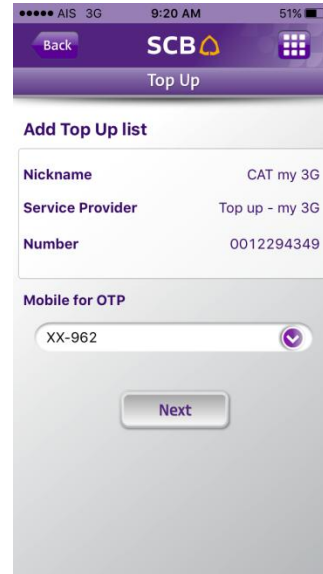 AIS 3G 9:20 AM 51%
Back SCB
Top Up
Add Top Up list
Nickname CAT my 3G
Service Provider Top up - my 3G
Number 0012294349
Mobile for OTP
XX-962
Next